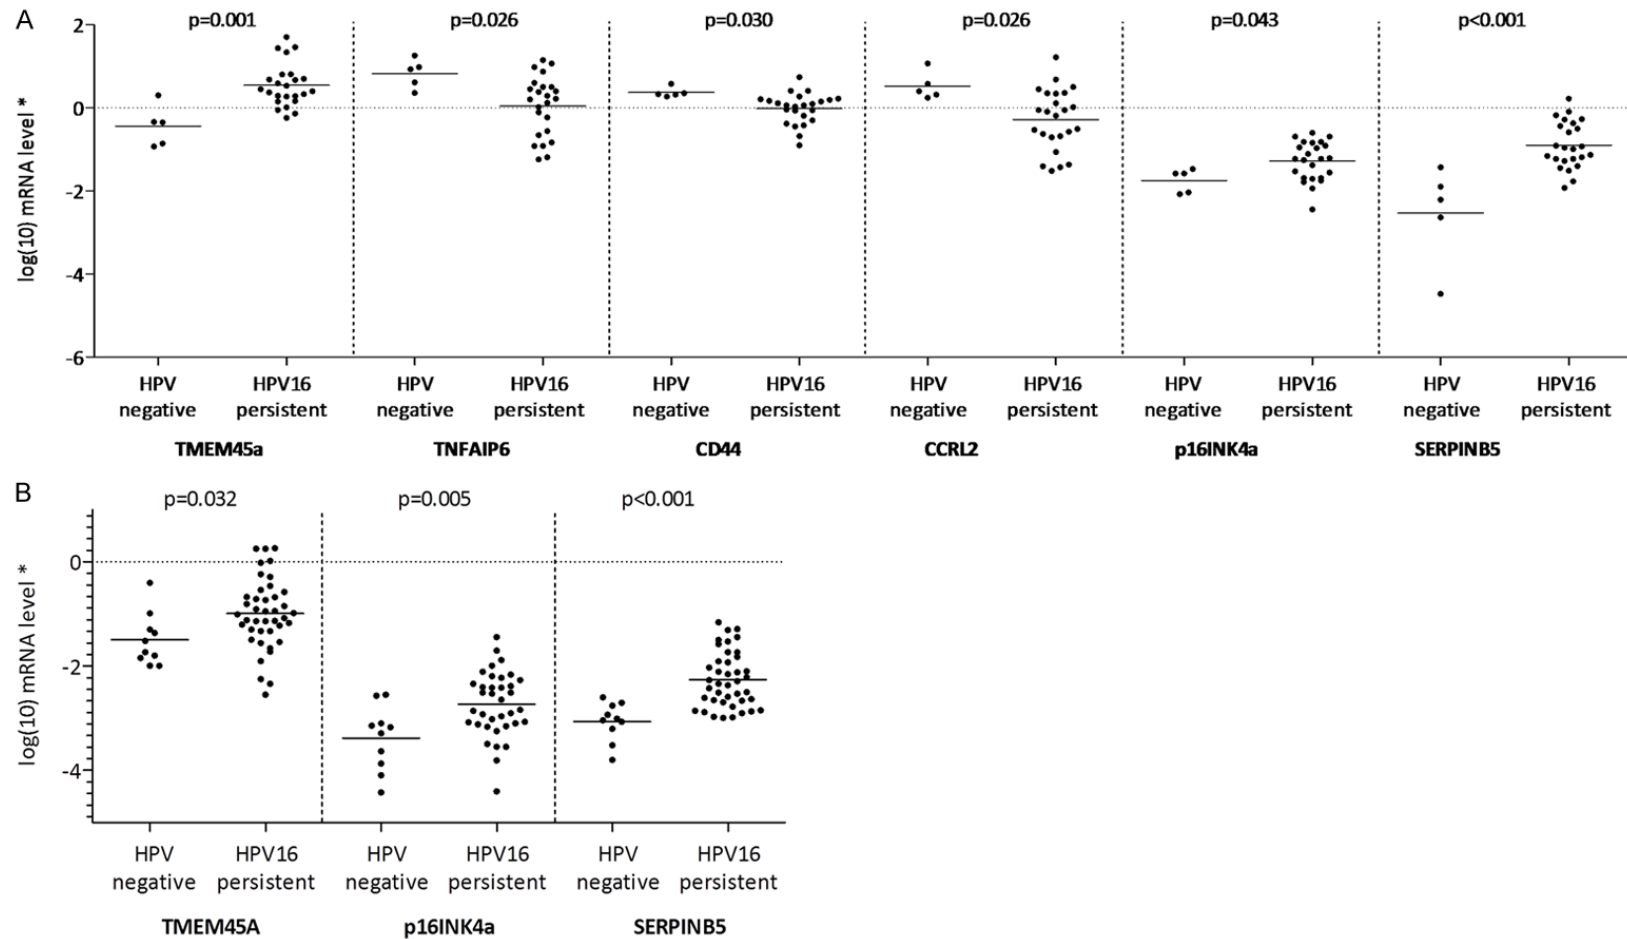 A
p=0.001 p=0.026 p=0.030 p=0.026 p=0.043 p<0.001
log(10) mRNA level *
2
0
-2
-4
-6
HPV HPV16 HPV HPV16 HPV HPV16 HPV HPV16 HPV HPV16 HPV HPV16
negative persistent negative persistent negative persistent negative persistent negative persistent negative persistent
TMEM45a TNFAIP6 CD44 CCRL2 p16INK4a SERPINB5
B
p=0.032 p=0.005 p<0.001
log(10) mRNA level *
0
-2
-4
HPV HPV16 HPV HPV16 HPV HPV16
negative persistent negative persistent negative persistent
TMEM45A p16INK4a SERPINB5